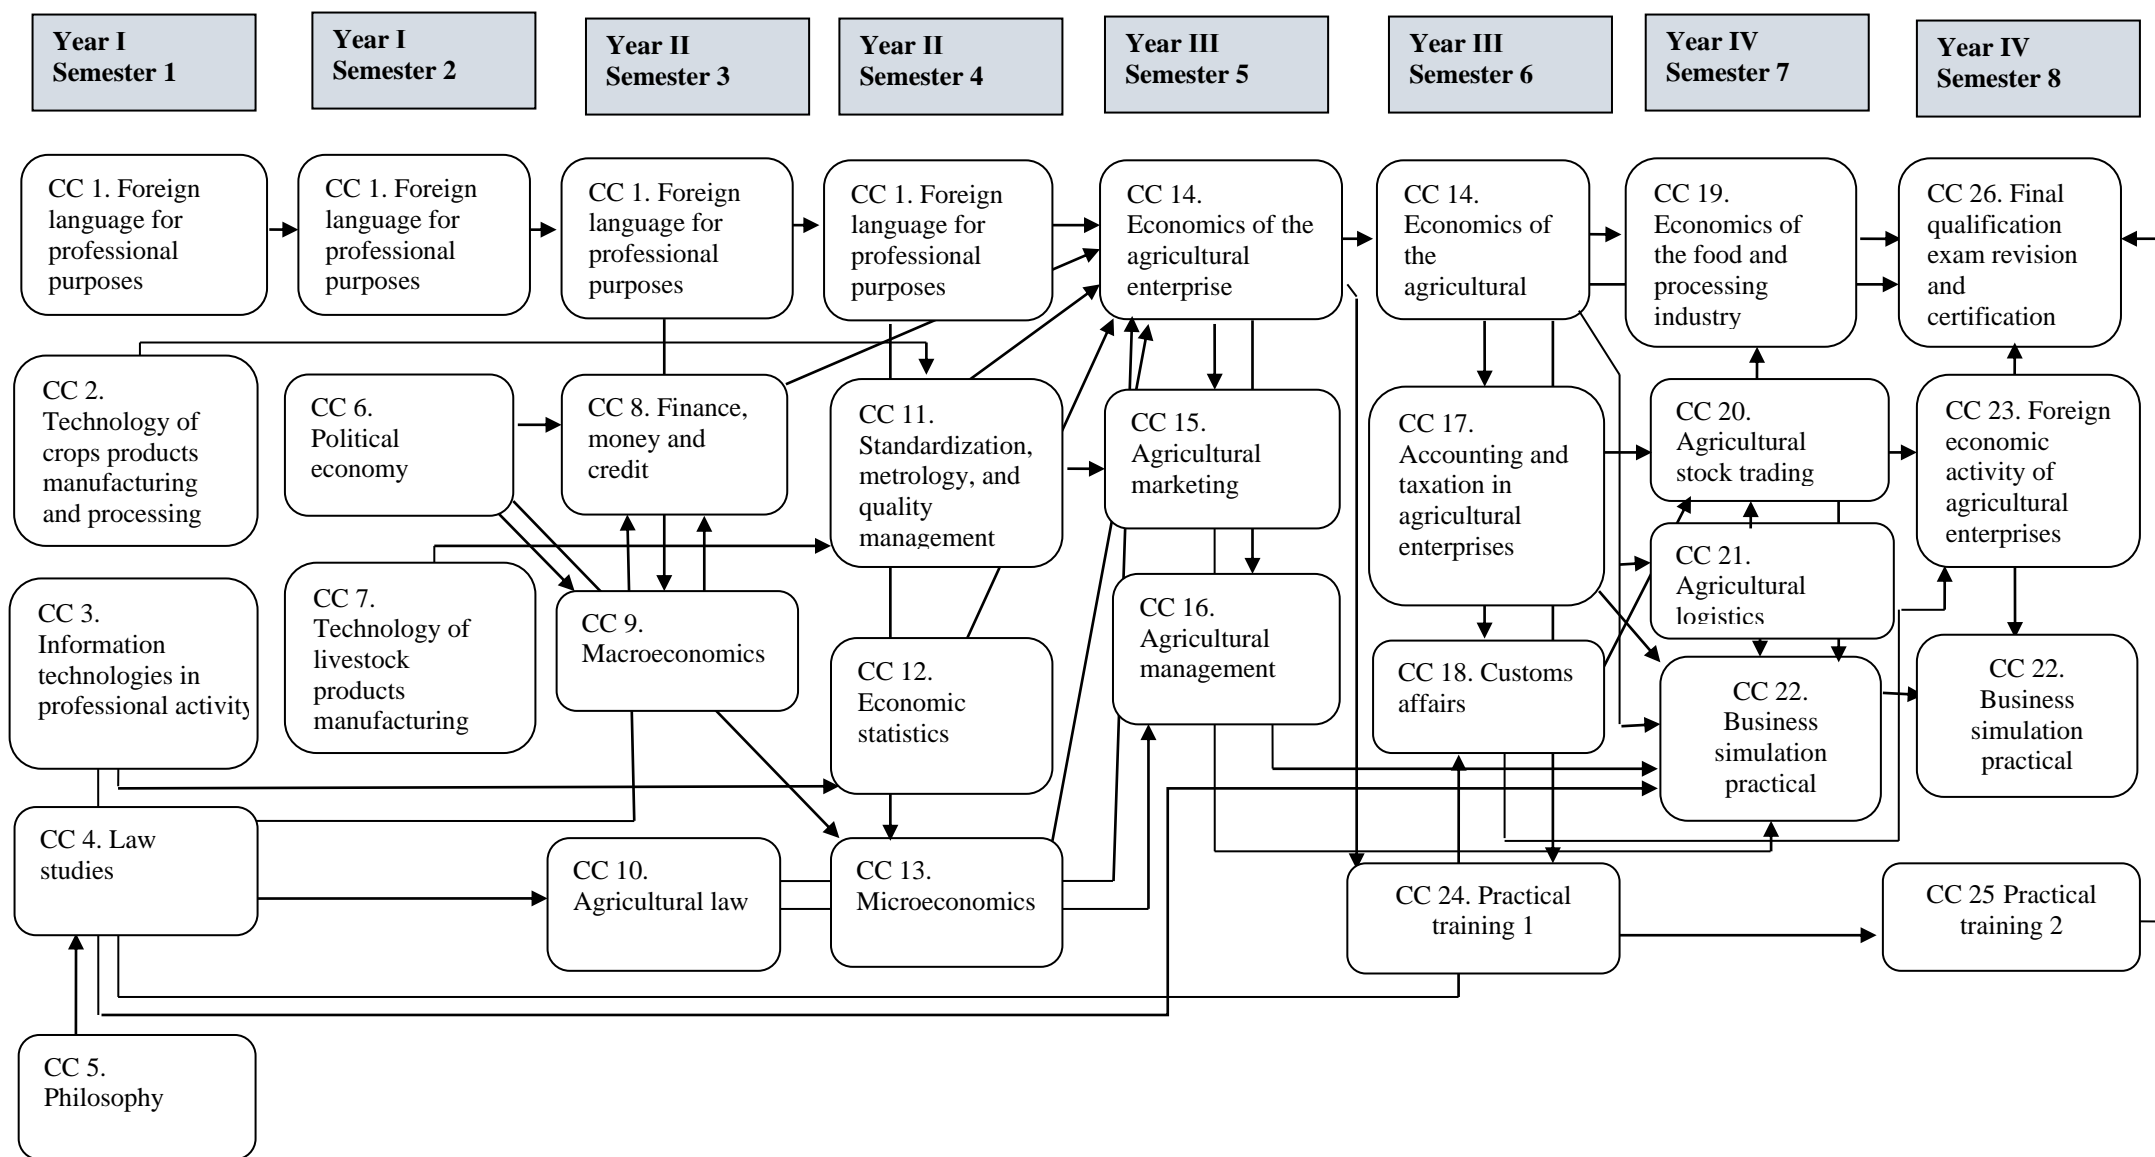 Year I
Semester 1
Year I
Semester 2
Year II
Semester 3
Year II
Semester 4
Year III
Semester 5
Year III
Semester 6
Year IV
Semester 7
Year IV
Semester 8
CC 1. Foreign
language for
professional
purposes
CC 1. Foreign
language for
professional
purposes
CC 1. Foreign
language for
professional
purposes
CC 1. Foreign
language for
professional
purposes
CC 14.
Economics of the
agricultural
enterprise
CC 14.
Economics of
the
agricultural
CC 19.
Economics of
the food and
processing
industry
CC 26. Final
qualification
exam revision
and
certification
CC 2.
Technology of
crops products
manufacturing
and processing
CC 6.
Political
economy
CC 8. Finance,
money and
credit
CC 11.
Standardization,
metrology, and
quality
management
CC 15.
Agricultural
marketing
CC 17.
Accounting and
taxation in
agricultural
enterprises
CC 20.
Agricultural
stock trading
CC 23. Foreign
economic
activity of
agricultural
enterprises
CC 3.
Information
technologies in
professional activity
CC 7.
Technology of
livestock
products
manufacturing
CC 9.
Macroeconomics
CC 12.
Economic
statistics
CC 16.
Agricultural
management
CC 18. Customs
affairs
CC 21.
Agricultural
logistics
CC 22.
Business
simulation
practical
CC 22.
Business
simulation
practical
CC 4. Law
studies
CC 10.
Agricultural law
CC 13.
Microeconomics
CC 24. Practical
training 1
CC 25 Practical
training 2
CC 5.
Philosophy